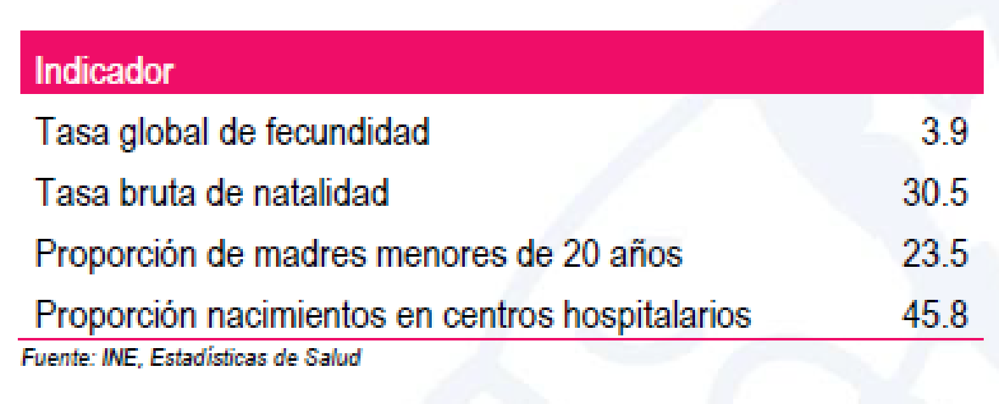 Indicador
Tasa global de fecundidad 3.9
Tasa bruta de natalidad 30.5
Proporción de madres menores de 20 años 23.5
Proporción nacimientos en centros hospitalarios 45.8
Fuente: INE, Estadísticas de Salud